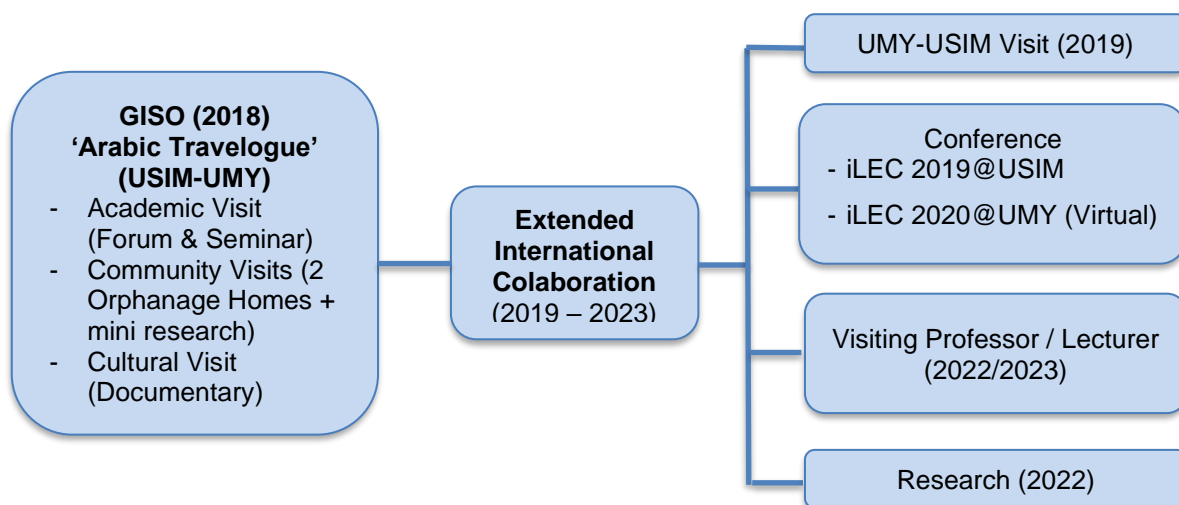 GISO (2018)
‘Arabic Travelogue’
(USIM-UMY)
- Academic Visit
(Forum & Seminar)
- Community Visits (2
Orphanage Homes +
mini research)
- Cultural Visit
(Documentary)
Extended
International
Colaboration
(2019 – 2023)
UMY-USIM Visit (2019)
Conference
- iLEC 2019@USIM
- iLEC 2020@UMY (Virtual)
Visiting Professor / Lecturer
(2022/2023)
Research (2022)